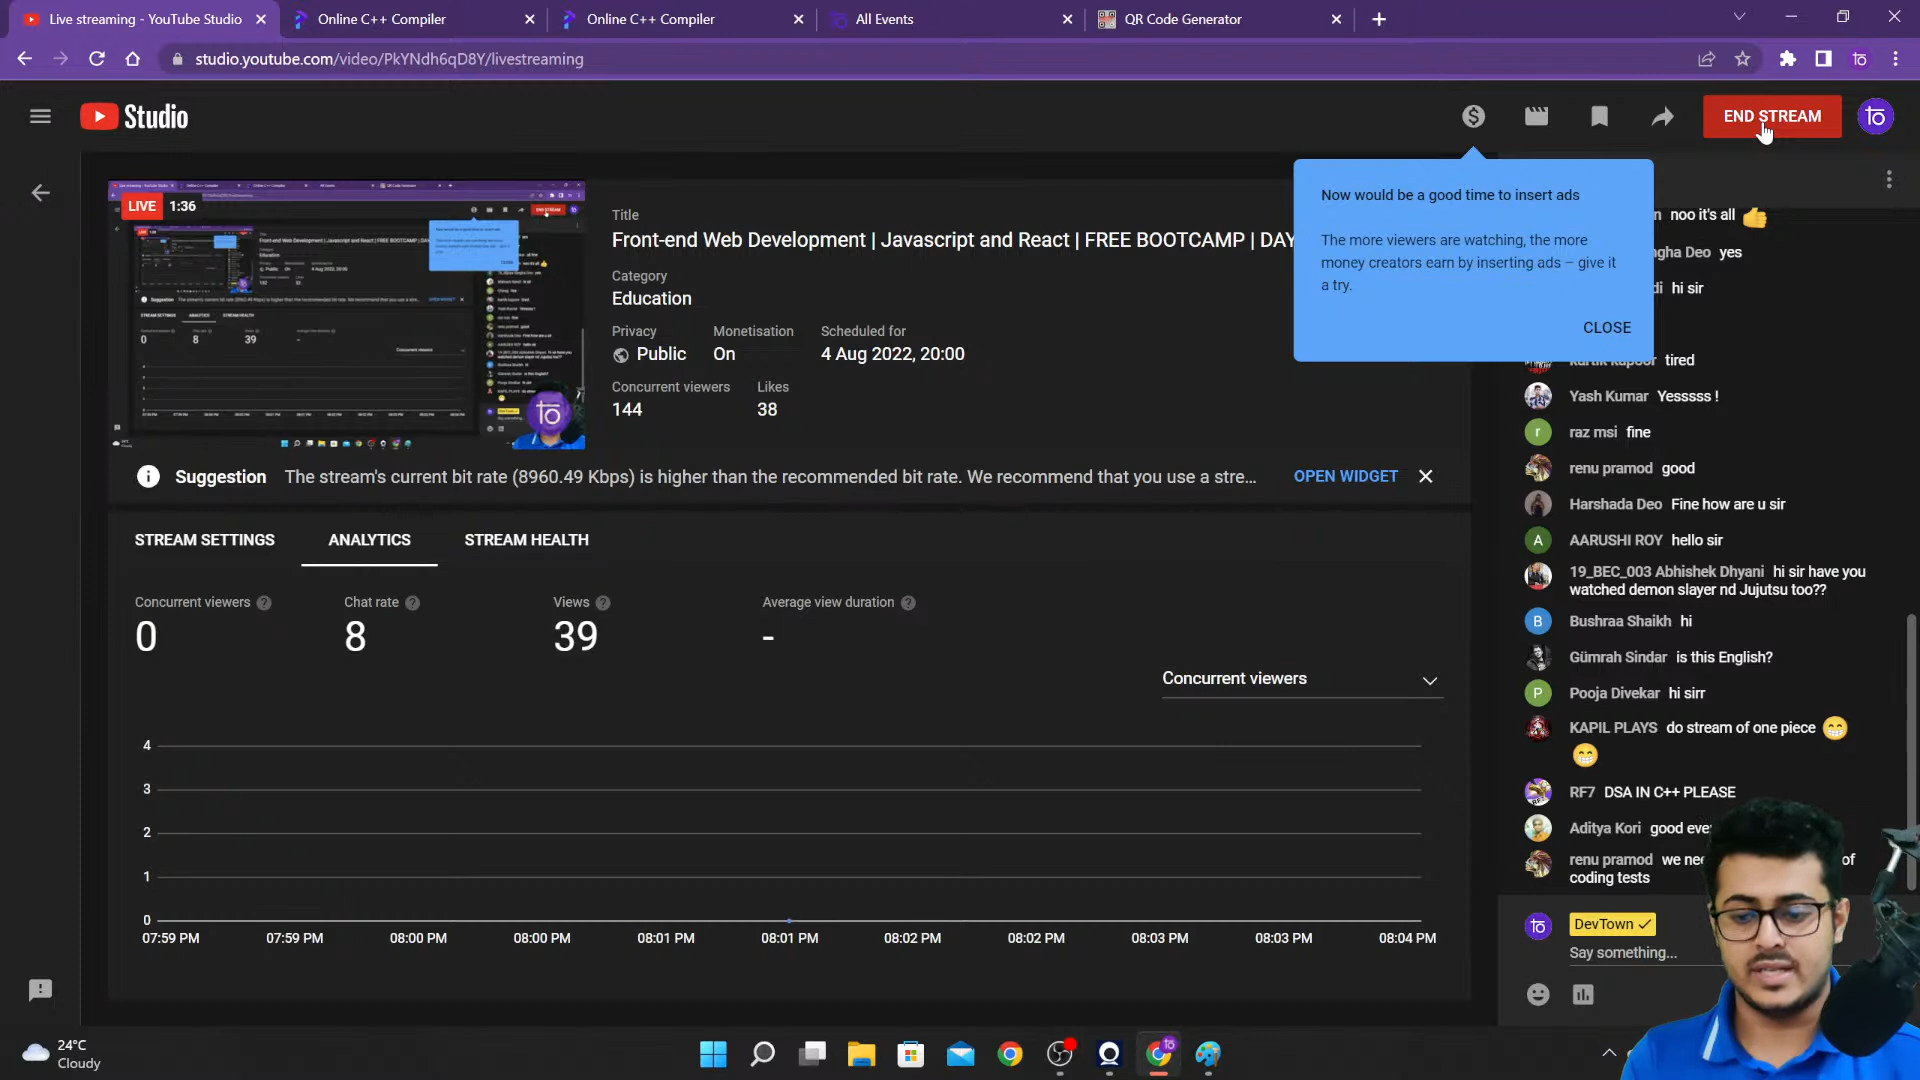 Live streaming - YouTube Studio
Online C++ Compiler
Online C++ Compiler
All Events
QR Code Generator
studio.youtube.com/video/PkYNdh6qD8Y/livestreaming
Studio
END STREAM
LIVE 1:36
Title
Front-end Web Development | Javascript and React | FREE BOOTCAMP | DAY
Category
Education
Privacy
Public
Monetisation
On
Scheduled for
4 Aug 2022, 20:00
Concurrent viewers
144
Likes
38
Now would be a good time to insert ads
The more viewers are watching, the more
money creators earn by inserting ads – give it
a try.
CLOSE
Suggestion The stream's current bit rate (8960.49 Kbps) is higher than the recommended bit rate. We recommend that you use a stre...
OPEN WIDGET
STREAM SETTINGS
ANALYTICS
STREAM HEALTH
Concurrent viewers
0
Chat rate
8
Views
39
Average view duration
-
Concurrent viewers
4
3
2
1
0
07:59 PM 07:59 PM 08:00 PM 08:00 PM 08:01 PM 08:01 PM 08:02 PM 08:02 PM 08:03 PM 08:03 PM 08:04 PM
noo it's all 👍
Deo yes
hi sir
kartik kapoor tired
Yash Kumar Yesssss !
r raz msi fine
renu pramod good
Harshada Deo Fine how are u sir
A AARUSHI ROY hello sir
19_BEC_003 Abhishek Dhyani hi sir have you
watched demon slayer nd Jujutsu too??
B Bushraa Shaikh hi
Gümrah Sindar is this English?
P Pooja Divekar hi sirr
KAPIL PLAYS do stream of one piece 😁
😁
RF7 DSA IN C++ PLEASE
Aditya Kori good
renu pramod we of
coding tests
DevTown
Say something...
24°C
Cloudy